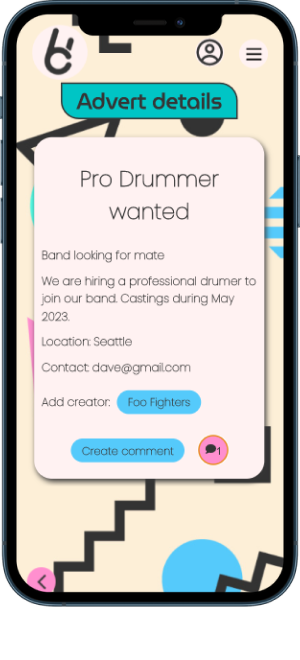 Advert details
Pro Drummer
wanted
Band looking for mate
We are hiring a professional drumer to
join our band. Castings during May
2023.
Location: Seattle
Contact: dave@gmail.com
Add creator: Foo Fighters
Create comment 1